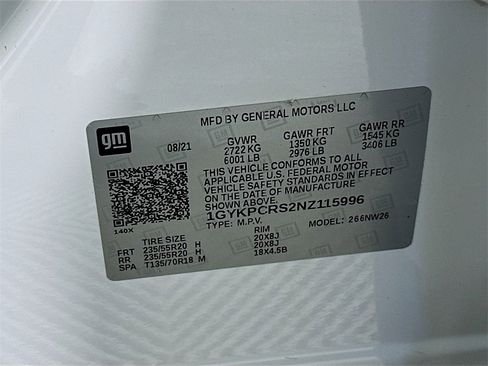 MFD BY GENERAL MOTORS LLC
gm
08/21
GVWR GAWR FRT GAWR RR
2722 KG 1350 KG 1545 KG
6001 LB 2976 LB 3406 LB
THIS VEHICLE CONFORMS TO ALL
APPLICABLE U.S. FEDERAL MOTOR
VEHICLE SAFETY STANDARDS IN EFFECT
ON THE DATE OF MANUFACTURE
1GYKPCRS2NZ115996
TYPE: M.P.V. MODEL: 266NW26
140X
TIRE SIZE RIM
FRT 235/55R20 H 20X8J
RR 235/55R20 H 20X8J
SPA T135/70R18 M 18X4.5B